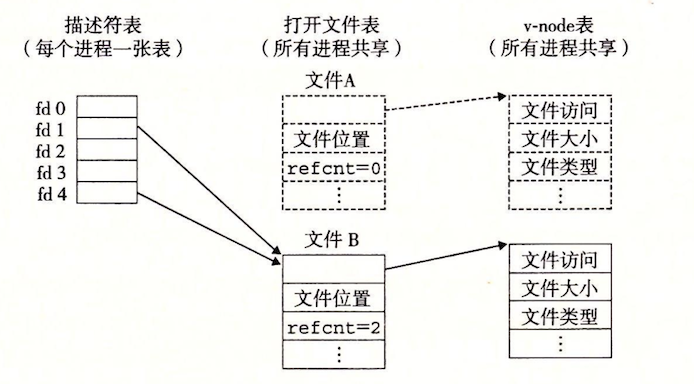 描述符表
（每个进程一张表）
打开文件表
（所有进程共享）
v-node表
（所有进程共享）
fd 0
fd 1
fd 2
fd 3
fd 4
文件A
文件位置
refcnt=0
⋮
文件访问
文件大小
文件类型
⋮
文件 B
文件位置
refcnt=2
⋮
文件访问
文件大小
文件类型
⋮